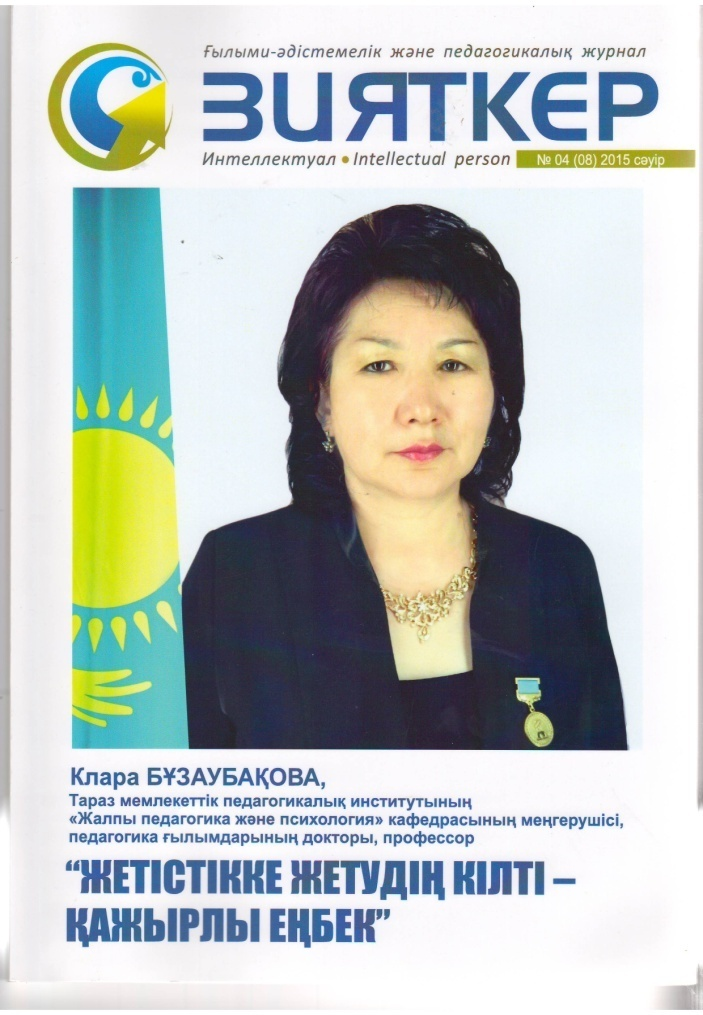 Ғылыми-әдістемелік және педагогикалық журнал
ЗИЯТКЕР
Интеллектуал • Intellectual person
№ 04 (08) 2015 сәуір
Клара БҰЗАУБАҚОВА,
Тараз мемлекеттік педагогикалық институтының
«Жалпы педагогика және психология» кафедрасының меңгерушісі,
педагогика ғылымдарының докторы, профессор
“ЖЕТІСТІККЕ ЖЕТУДІҢ КІЛТІ –
ҚАЖЫРЛЫ ЕҢБЕК”